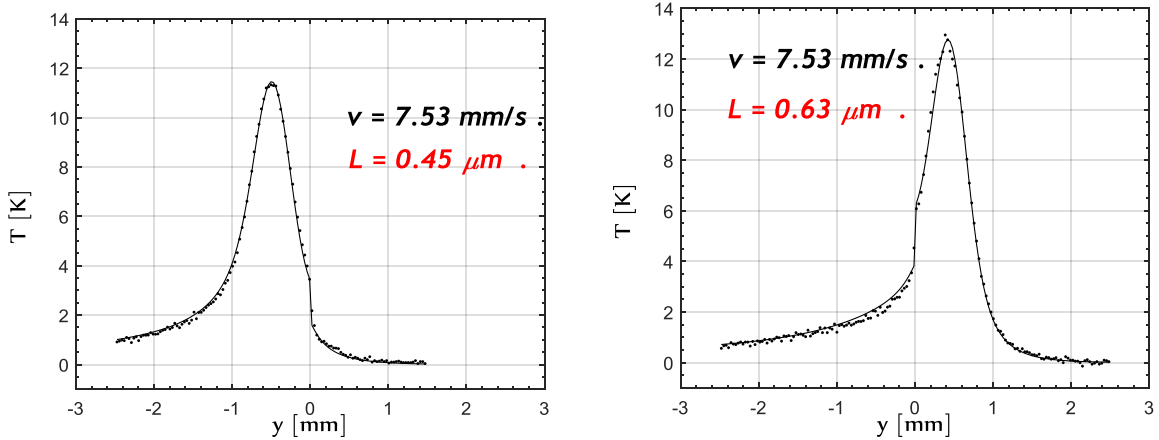 14
12
10
8
6
4
2
0
T [K]
v = 7.53 mm/s .
L = 0.45 μm .
-3 -2 -1 0 1 2 3
y [mm]
14
12
10
8
6
4
2
0
T [K]
v = 7.53 mm/s .
L = 0.63 μm .
-3 -2 -1 0 1 2 3
y [mm]